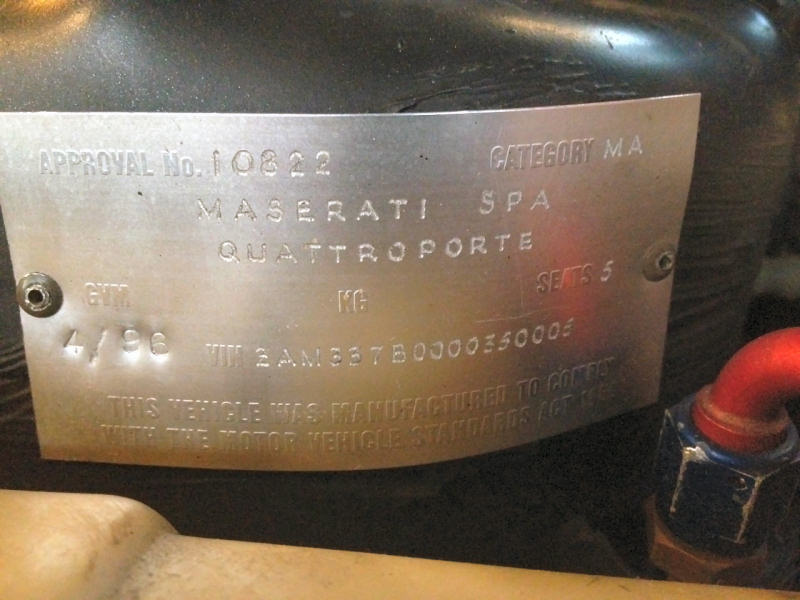 APPROVAL No. 10822 CATEGORY MA
MASERATI SPA
QUATTROPORTE
GVM KG SEATS 5
4/96 VIN ZAM337B0000350005
THIS VEHICLE WAS MANUFACTURED TO COMPLY
WITH THE MOTOR VEHICLE STANDARDS ACT